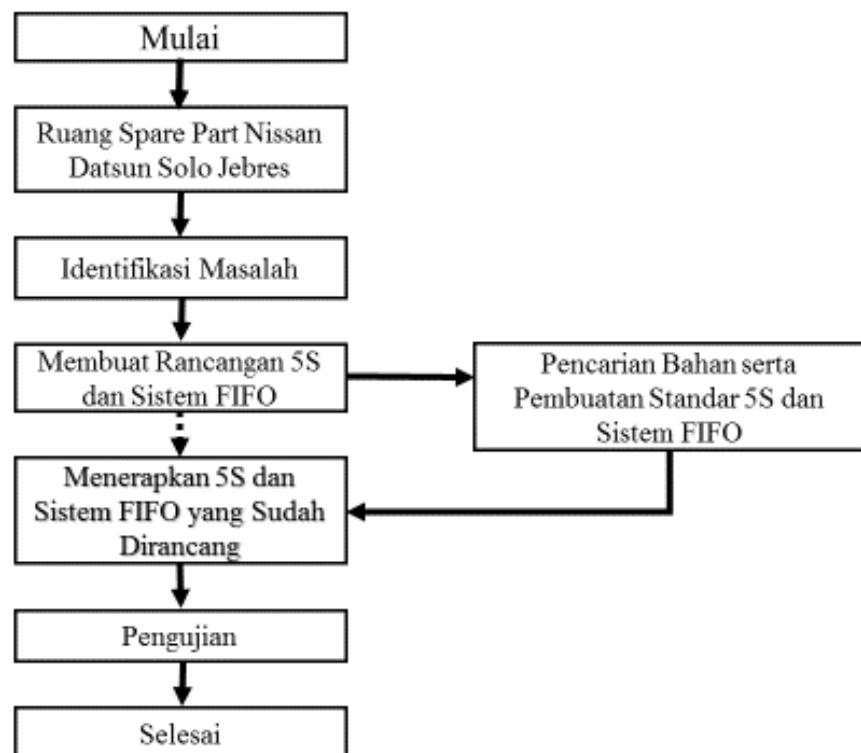 Mulai
Ruang Spare Part Nissan
Datsun Solo Jebres
Identifikasi Masalah
Membuat Rancangan 5S
dan Sistem FIFO
Pencarian Bahan serta
Pembuatan Standar 5S dan
Sistem FIFO
Menerapkan 5S dan
Sistem FIFO yang Sudah
Dirancang
Pengujian
Selesai